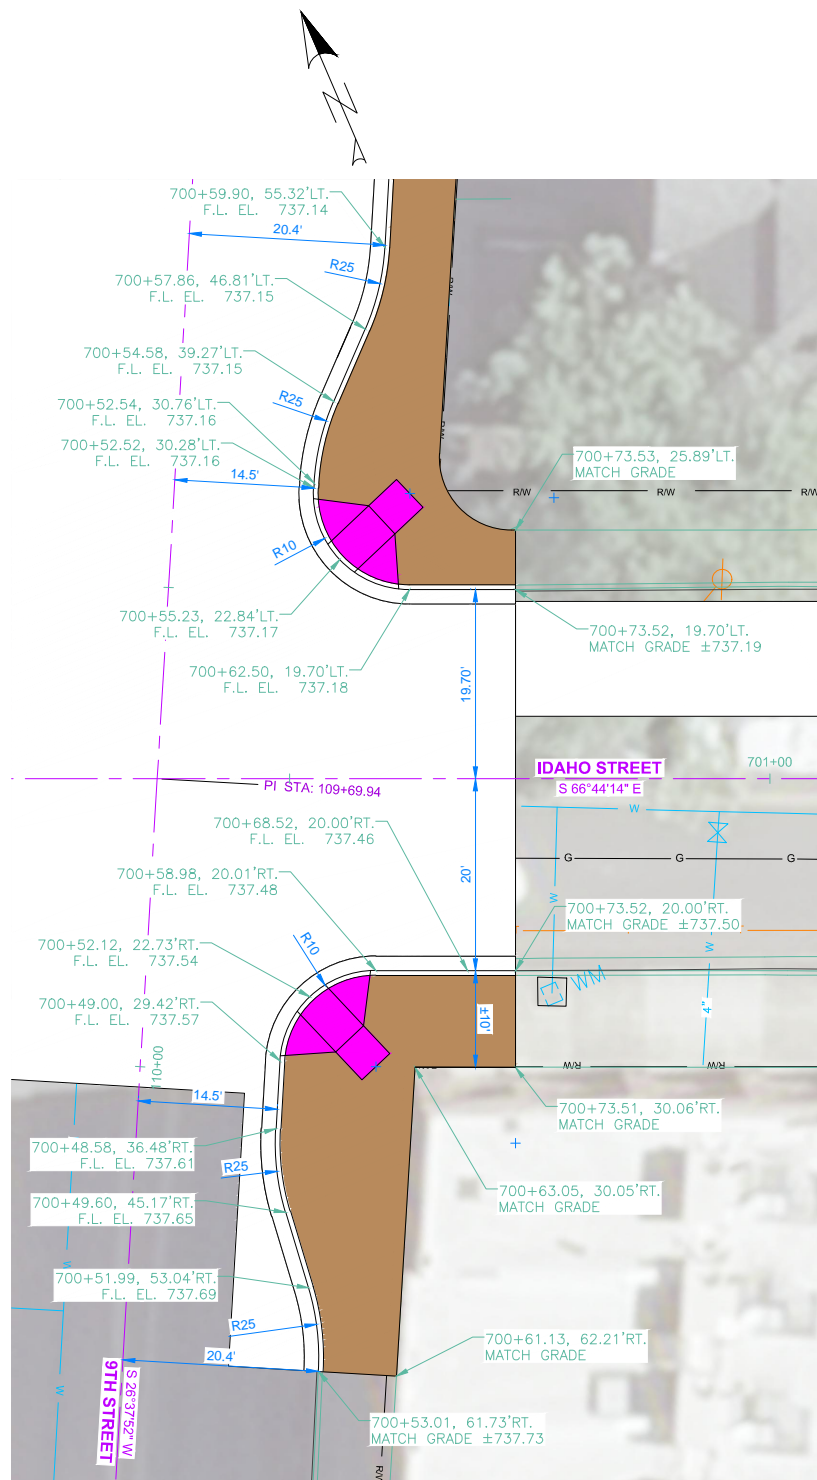 N
700+59.90, 55.32'LT.
F.L. EL. 737.14
20.4'
R25
R/W
700+57.86, 46.81'LT.
F.L. EL. 737.15
700+54.58, 39.27'LT.
F.L. EL. 737.15
R25
700+52.54, 30.76'LT.
F.L. EL. 737.16
R/W
700+52.52, 30.28'LT.
F.L. EL. 737.16
700+73.53, 25.89'LT.
MATCH GRADE
14.5'
R/W
R/W
R/W
R10
700+55.23, 22.84'LT.
F.L. EL. 737.17
700+73.52, 19.70'LT.
MATCH GRADE ±737.19
700+62.50, 19.70'LT.
F.L. EL. 737.18
19.70'
IDAHO STREET
701+00
S 66°44'14" E
PI STA: 109+69.94
W
700+68.52, 20.00'RT.
F.L. EL. 737.46
G
G
G
20'
700+58.98, 20.01'RT.
F.L. EL. 737.48
W
700+73.52, 20.00'RT.
MATCH GRADE ±737.50
R10
700+52.12, 22.73'RT.
F.L. EL. 737.54
W
WM
700+49.00, 29.42'RT.
F.L. EL. 737.57
±10'
4"
110+00
R/W
R/W
R/W
14.5'
700+73.51, 30.06'RT.
MATCH GRADE
700+48.58, 36.48'RT.
F.L. EL. 737.61
R25
700+63.05, 30.05'RT.
MATCH GRADE
700+49.60, 45.17'RT.
F.L. EL. 737.65
W
700+51.99, 53.04'RT.
F.L. EL. 737.69
R25
700+61.13, 62.21'RT.
MATCH GRADE
20.4'
W
9TH STREET
S 26°37'52" W
700+53.01, 61.73'RT.
MATCH GRADE ±737.73
R/W